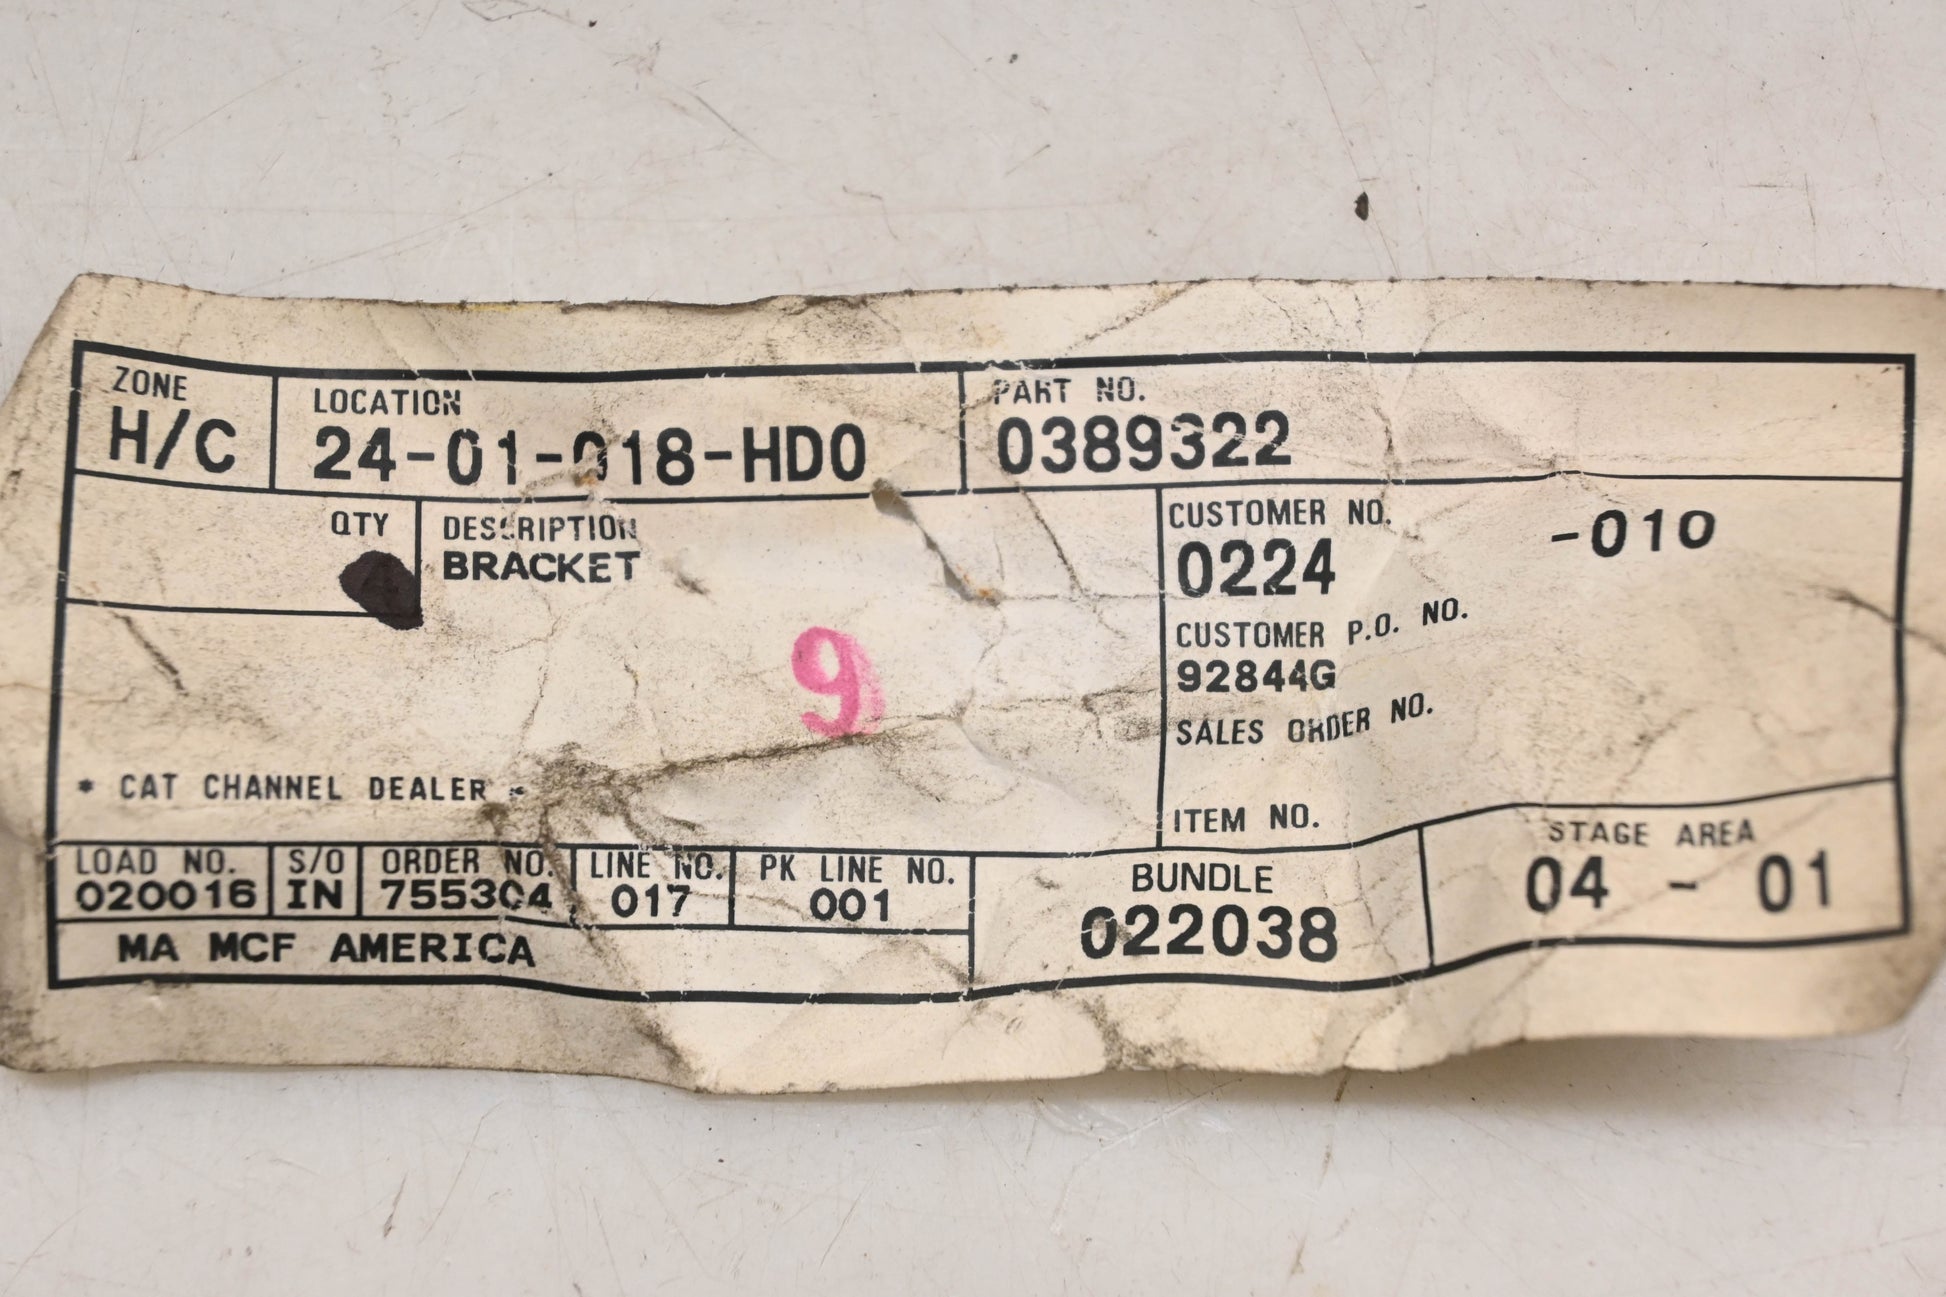 ZONE LOCATION PART NO.
H/C 24-01-018-HD0 0389322
QTY DESCRIPTION
BRACKET
CUSTOMER NO.
0224 -010
CUSTOMER P.O. NO.
92844G
SALES ORDER NO.
9
* CAT CHANNEL DEALER *
ITEM NO.
LOAD NO. S/O ORDER NO. LINE NO. PK LINE NO. BUNDLE STAGE AREA
020016 IN 755304 017 001 022038 04 - 01
MA MCF AMERICA